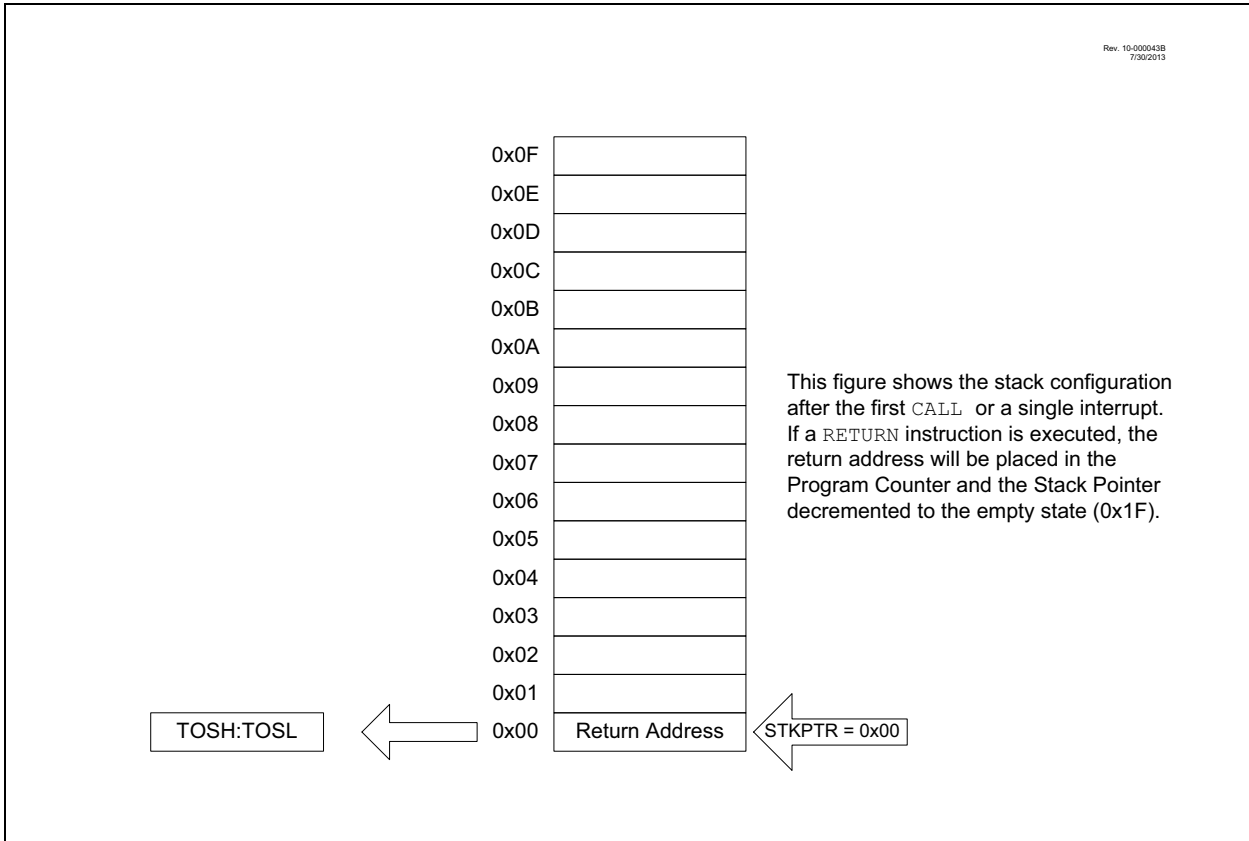 Rev. 10-000043B
7/30/2013
0x0F
0x0E
0x0D
0x0C
0x0B
0x0A
0x09
0x08
0x07
0x06
0x05
0x04
0x03
0x02
0x01
This figure shows the stack configuration
after the first CALL or a single interrupt.
If a RETURN instruction is executed, the
return address will be placed in the
Program Counter and the Stack Pointer
decremented to the empty state (0x1F).
TOSH:TOSL
0x00
Return Address
STKPTR = 0x00